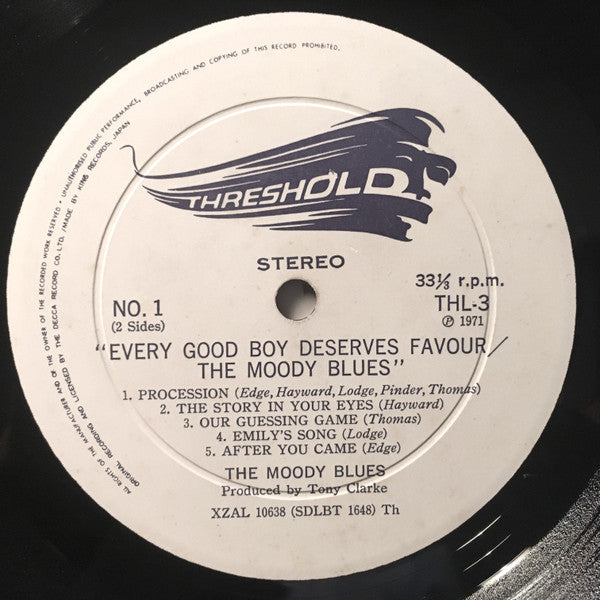 ALL RIGHTS OF THE MANUFACTURER AND OF THE OWNER OF THE RECORDED WORK RESERVED • UNAUTHORISED PUBLIC PERFORMANCE, BROADCASTING AND COPYING OF THIS RECORD PROHIBITED.
ORIGINAL RECORDING AND LICENSED BY THE DECCA RECORD CO. LTD. / MADE BY KING RECORDS, JAPAN
THRESHOLD
STEREO
33⅓ r.p.m.
NO. 1 THL-3
(2 Sides) Ⓟ 1971
"EVERY GOOD BOY DESERVES FAVOUR/
THE MOODY BLUES"
1. PROCESSION (Edge, Hayward, Lodge, Pinder, Thomas)
2. THE STORY IN YOUR EYES (Hayward)
3. OUR GUESSING GAME (Thomas)
4. EMILY'S SONG (Lodge)
5. AFTER YOU CAME (Edge)
THE MOODY BLUES
Produced by Tony Clarke
XZAL 10638 (SDLBT 1648) Th